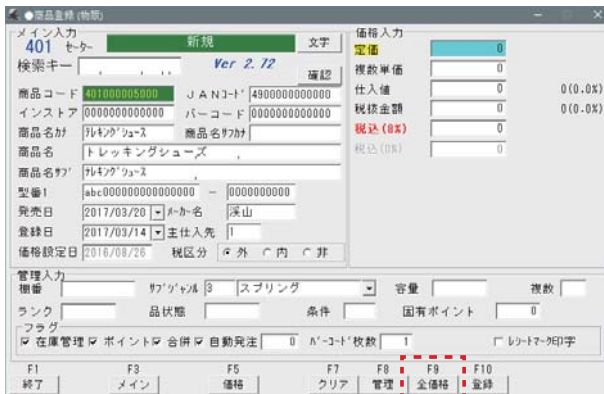 ●商品登録 (物販)
メイン入力
401 セーター 新規 文字
検索キー , , ,, Ver 2.72 確認
商品コード 401000005000 JANコード 4900000000000
インストア 0000000000000 バーコード 0000000000000
商品名カナ トレッキングシューズ 商品名サブカナ
商品名 トレッキングシューズ ,
商品名サブ トレッキングシューズ
型番1 abc000000000000000 - 0000000000
発売日 2017/03/20 メーカー名 溪山
登録日 2017/03/14 主仕入先 1
価格設定日 2016/08/26 税区分 外 内 非
価格入力
定価 0
複数単価 0
仕入値 0 0(0.0%)
税抜金額 0 0(0.0%)
税込(8%) 0
税込(0%) 0
管理入力
棚番 サブジャンル 3 スプリング 容量 複数
ランク 品状態 条件 固有ポイント 0
フラグ
在庫管理 ポイント 合併 自動発注 0 バーコード枚数 1 レシートマーク印字
F1 F3 F5 F7 F8 F9 F10
終了 メイン 価格 クリア 管理 全価格 登録